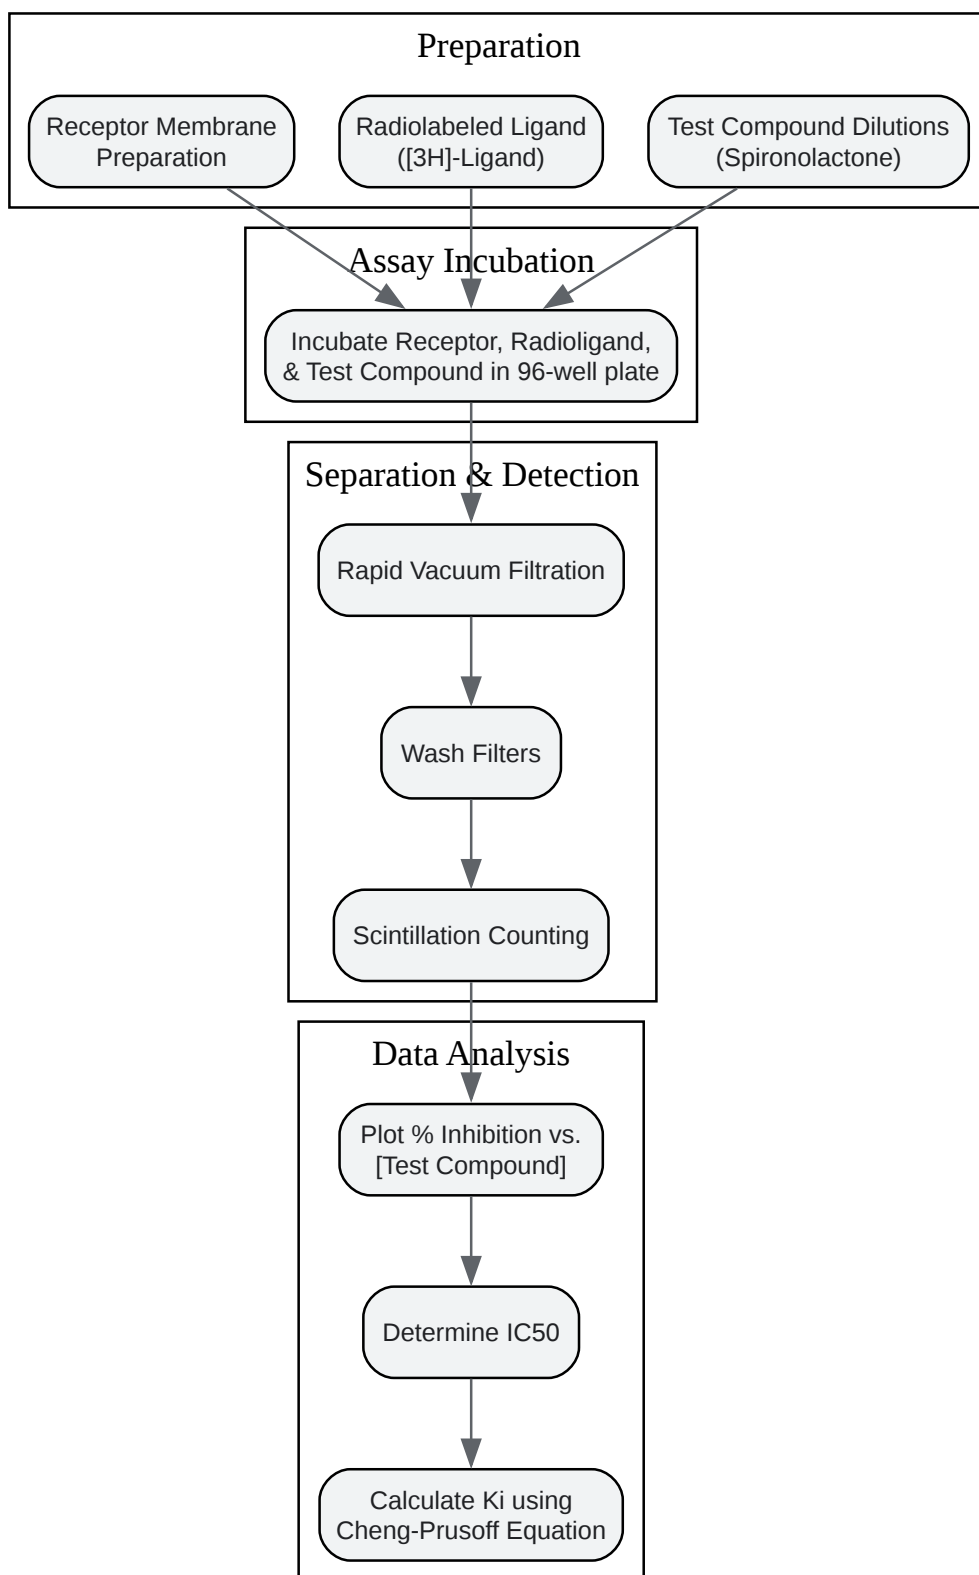 Preparation
Receptor Membrane
Preparation
Radiolabeled Ligand
([3H]-Ligand)
Test Compound Dilutions
(Spironolactone)
Assay Incubation
Incubate Receptor, Radioligand,
& Test Compound in 96-well plate
Separation & Detection
Rapid Vacuum Filtration
Wash Filters
Scintillation Counting
Data Analysis
Plot % Inhibition vs.
[Test Compound]
Determine IC50
Calculate Ki using
Cheng-Prusoff Equation